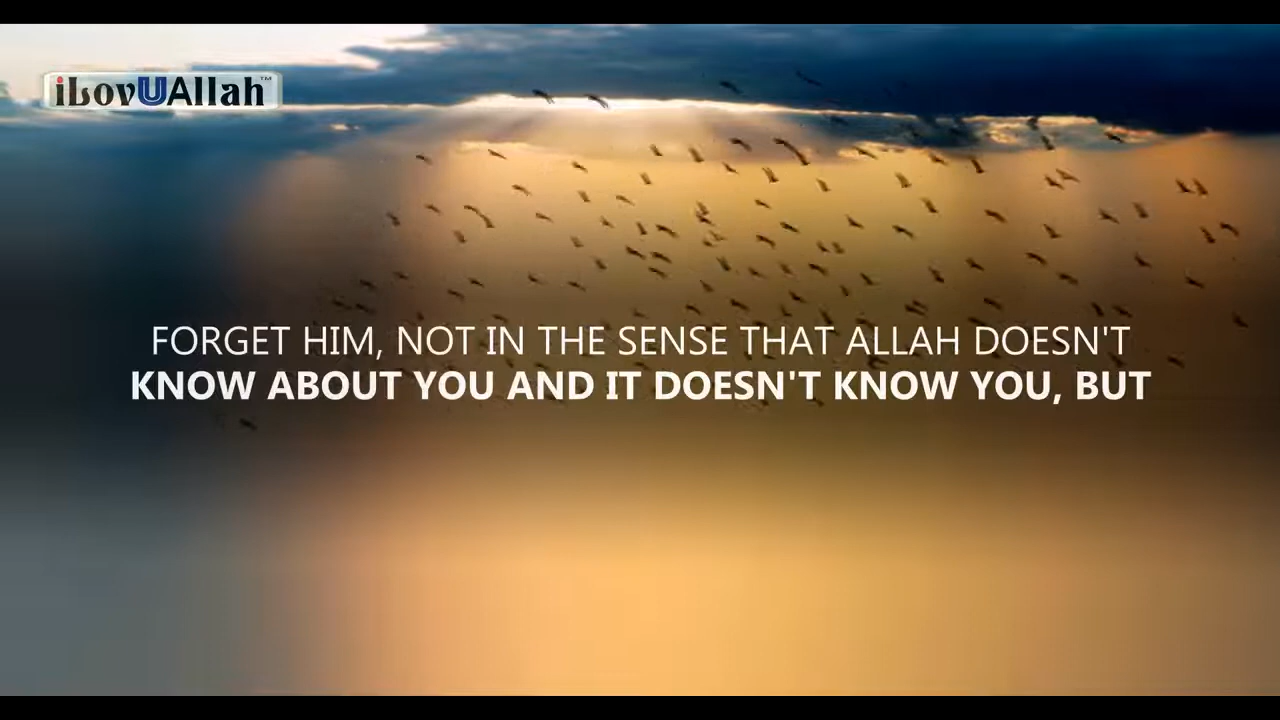 iLovUAllah™
FORGET HIM, NOT IN THE SENSE THAT ALLAH DOESN'T
KNOW ABOUT YOU AND IT DOESN'T KNOW YOU, BUT